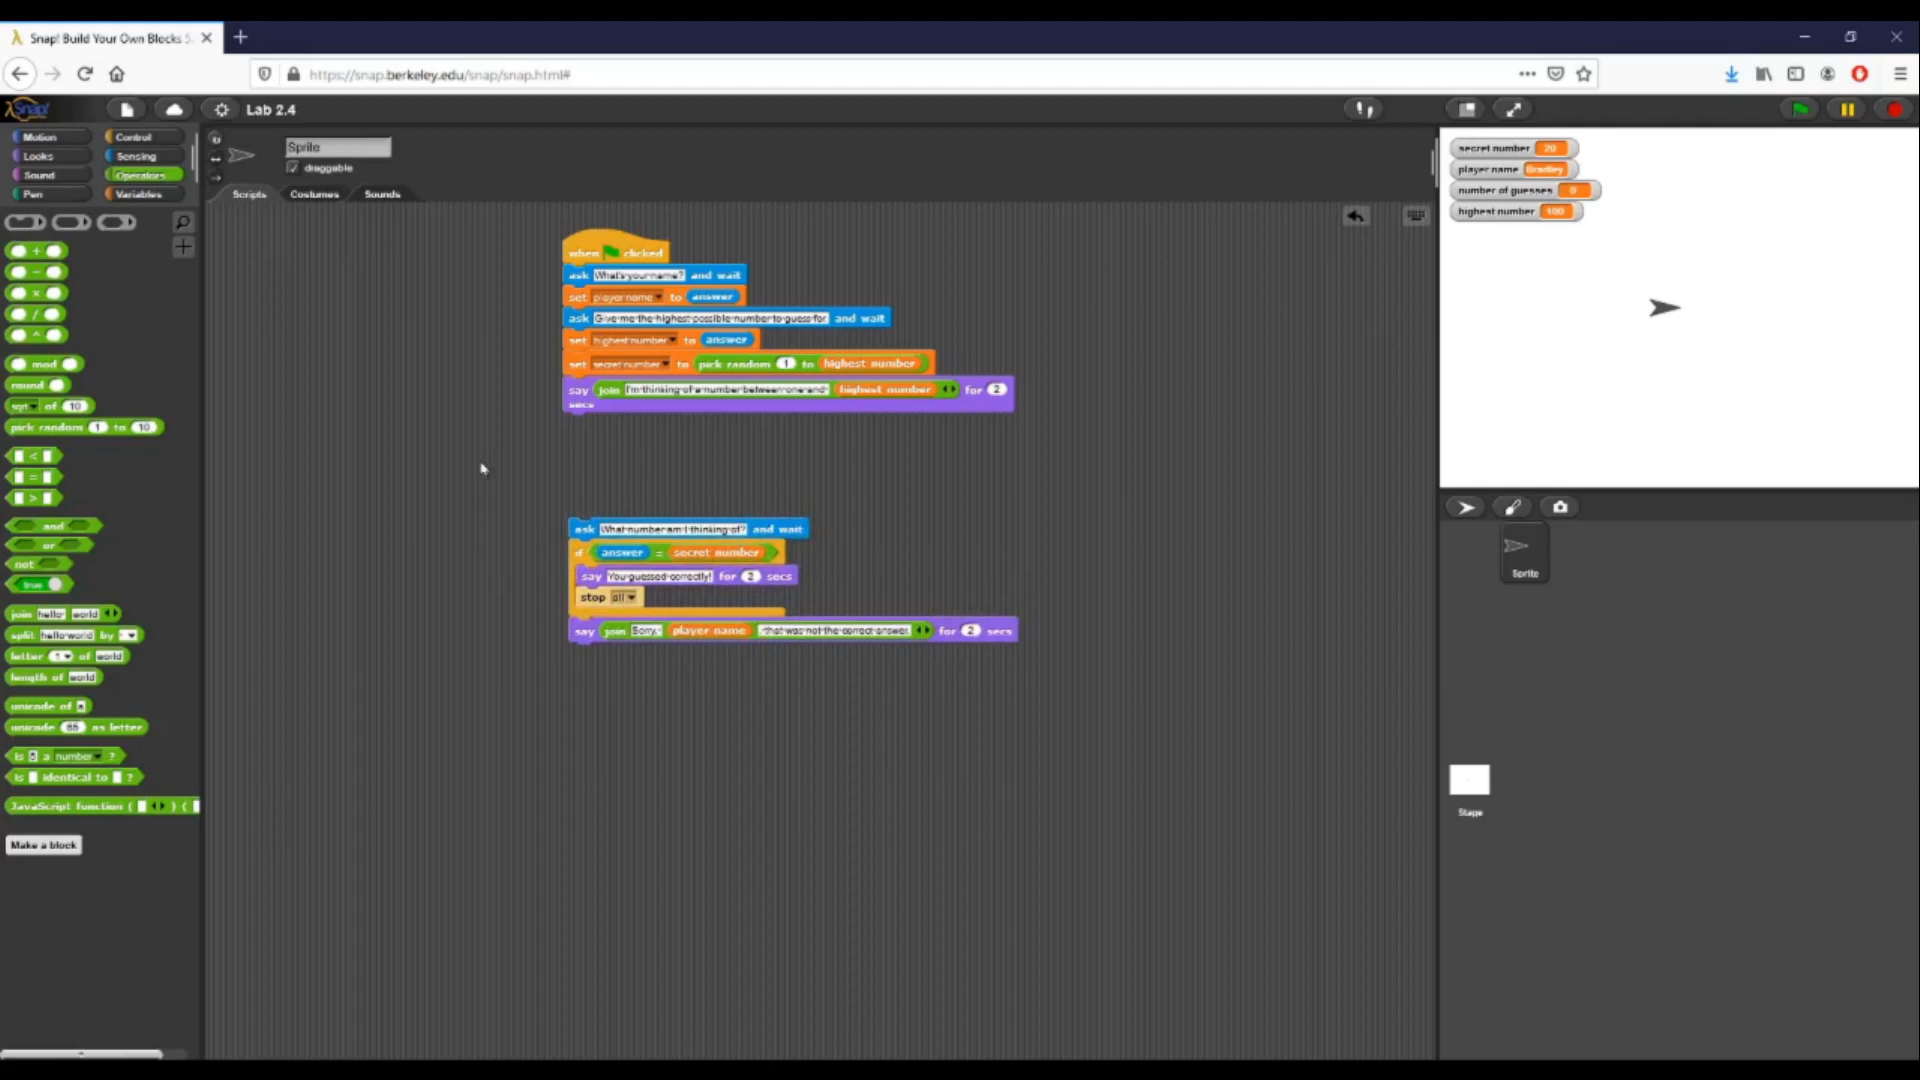 Snap! Build Your Own Blocks 5.
https://snap.berkeley.edu/snap/snap.html#
Snap!
Lab 2.4
Motion
Control
Looks
Sensing
Sound
Operators
Pen
Variables
Sprite
draggable
Scripts
Costumes
Sounds
+
−
×
/
^
mod
round
sqrt of 10
pick random 1 to 10
<
=
>
and
or
not
true
join hello world
split hello world by
letter 1 of world
length of world
unicode of a
unicode 65 as letter
is 5 a number ?
is identical to ?
JavaScript function ( ) {
Make a block
when clicked
ask What's your name? and wait
set player name to answer
ask Give me the highest possible number to guess for and wait
set highest number to answer
set secret number to pick random 1 to highest number
say join I'm thinking of a number between one and highest number for 2
secs
ask What number am I thinking of? and wait
if answer = secret number
say You guessed correctly! for 2 secs
stop all
say join Sorry, player name , that was not the correct answer. for 2 secs
secret number 20
player name Bradley
number of guesses 0
highest number 100
Sprite
Stage